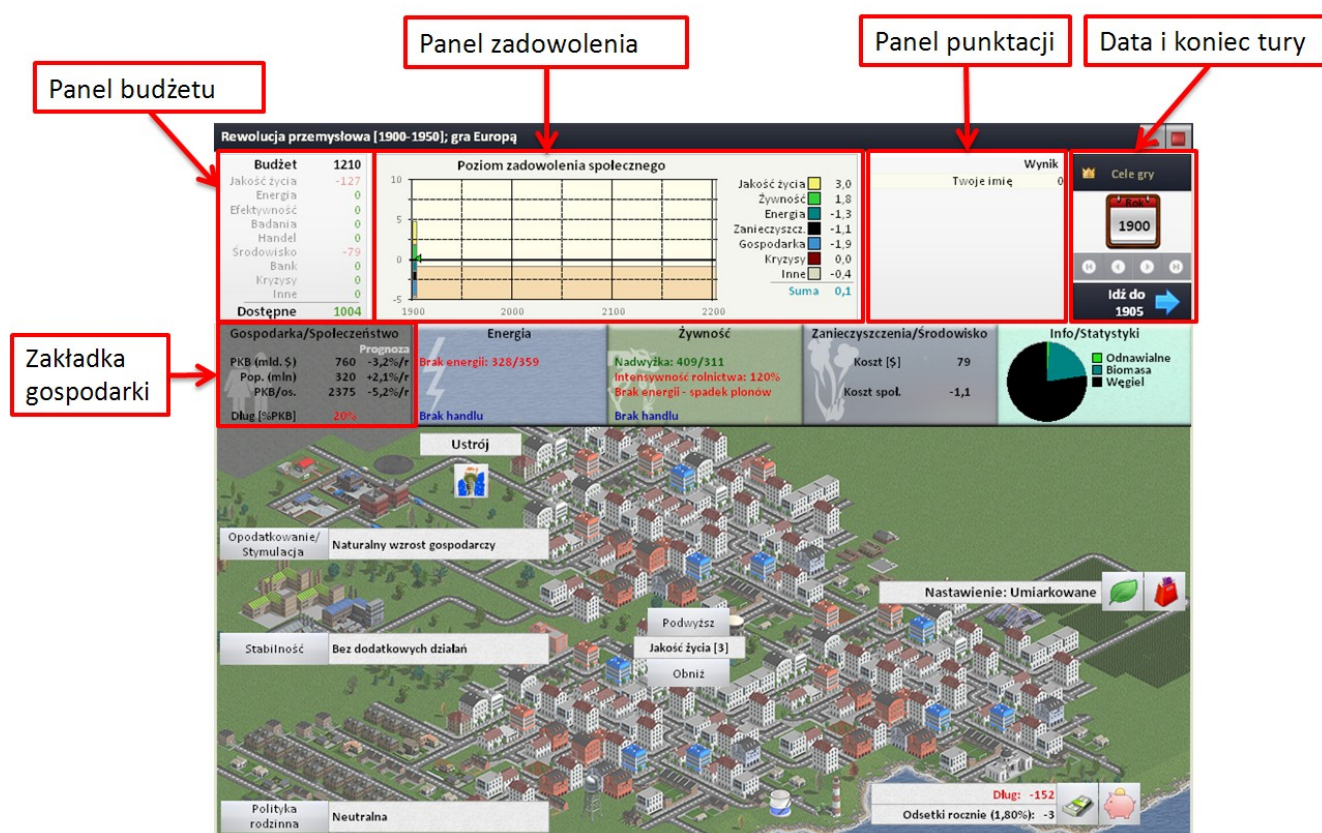 Panel zadowolenia
Panel punktacji
Data i koniec tury
Panel budżetu
Rewolucja przemysłowa [1900-1950]; gra Europą
Budżet 1210
Jakość życia -127
Energia 0
Efektywność 0
Badania 0
Handel 0
Środowisko -79
Bank 0
Kryzysy 0
Inne 0
Dostępne 1004
Poziom zadowolenia społecznego
10
5
0
-5
1900 2000 2100 2200
Jakość życia 3,0
Żywność 1,8
Energia -1,3
Zanieczyszcz. -1,1
Gospodarka -1,9
Kryzysy 0,0
Inne -0,4
Suma 0,1
Wynik
Twoje imię 0
Cele gry
Rok
1900
Idź do
1905
Zakładka
gospodarki
Gospodarka/Społeczeństwo
Prognoza
PKB (mld. $) 760 -3,2%/r
Pop. (mln) 320 +2,1%/r
PKB/os. 2375 -5,2%/r
Dług [%PKB] 20%
Energia
Brak energii: 328/359
Brak handlu
Żywność
Nadwyżka: 409/311
Intensywność rolnictwa: 120%
Brak energii - spadek plonów
Brak handlu
Zanieczyszczenia/Środowisko
Koszt [$] 79
Koszt społ. -1,1
Info/Statystyki
Odnawialne
Biomasa
Węgiel
Ustrój
Opodatkowanie/
Stymulacja
Naturalny wzrost gospodarczy
Nastawienie: Umiarkowane
Podwyższ
Stabilność
Bez dodatkowych działań
Jakość życia [3]
Obniż
Polityka
rodzinna
Neutralna
Dług: -152
Odsetki rocznie (1,80%): -3